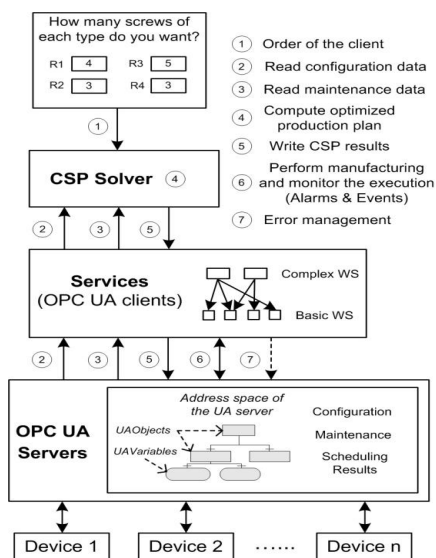 How many screws of
each type do you want?
R1 4 R3 5
R2 3 R4 3
1 Order of the client
2 Read configuration data
3 Read maintenance data
4 Compute optimized
production plan
5 Write CSP results
6 Perform manufacturing
and monitor the execution
(Alarms & Events)
7 Error management
1
CSP Solver 4
2 3 5
Services
(OPC UA clients)
Complex WS
Basic WS
2 3 5 6 7
OPC UA
Servers
Address space of
the UA server
UAObjects
UAVariables
Configuration
Maintenance
Scheduling
Results
Device 1 Device 2 ...... Device n